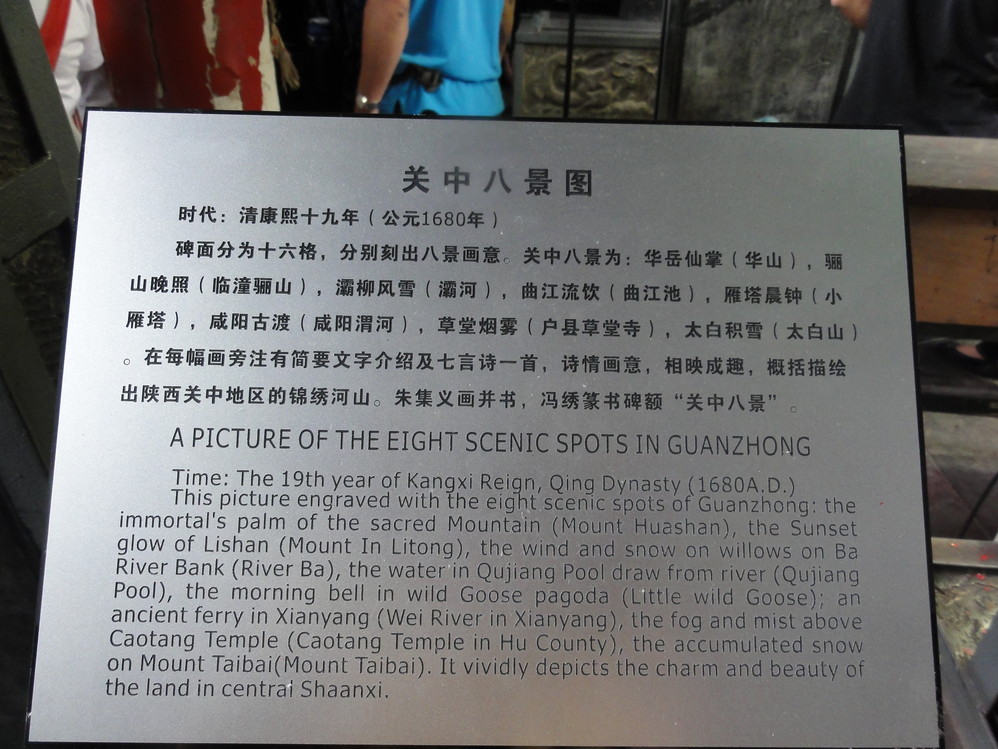 关中八景图
时代：清康熙十九年（公元1680年）
碑面分为十六格，分别刻出八景画意。关中八景为：华岳仙掌（华山），骊
山晚照（临潼骊山），灞柳风雪（灞河），曲江流饮（曲江池），雁塔晨钟（小
雁塔），咸阳古渡（咸阳渭河），草堂烟雾（户县草堂寺），太白积雪（太白山）
。在每幅画旁注有简要文字介绍及七言诗一首，诗情画意，相映成趣，概括描绘
出陕西关中地区的锦绣河山。朱集义画并书，冯绣篆书碑额“关中八景”。
A PICTURE OF THE EIGHT SCENIC SPOTS IN GUANZHONG
Time: The 19th year of Kangxi Reign, Qing Dynasty (1680A.D.)
This picture engraved with the eight scenic spots of Guanzhong: the
immortal's palm of the sacred Mountain (Mount Huashan), the Sunset
glow of Lishan (Mount In Litong), the wind and snow on willows on Ba
River Bank (River Ba), the water in Qujiang Pool draw from river (Qujiang
Pool), the morning bell in wild Goose pagoda (Little wild Goose); an
ancient ferry in Xianyang (Wei River in Xianyang), the fog and mist above
Caotang Temple (Caotang Temple in Hu County), the accumulated snow
on Mount Taibai(Mount Taibai). It vividly depicts the charm and beauty of
the land in central Shaanxi.